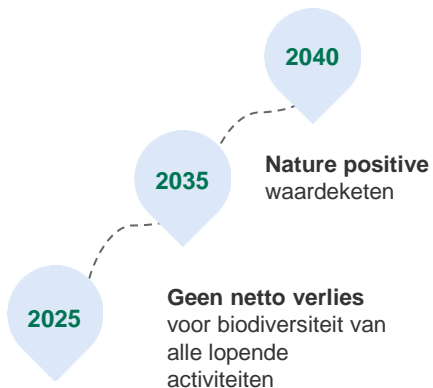 2040
Nature positive
waardeketen
2035
Geen netto verlies
voor biodiversiteit van
alle lopende
activiteiten
2025